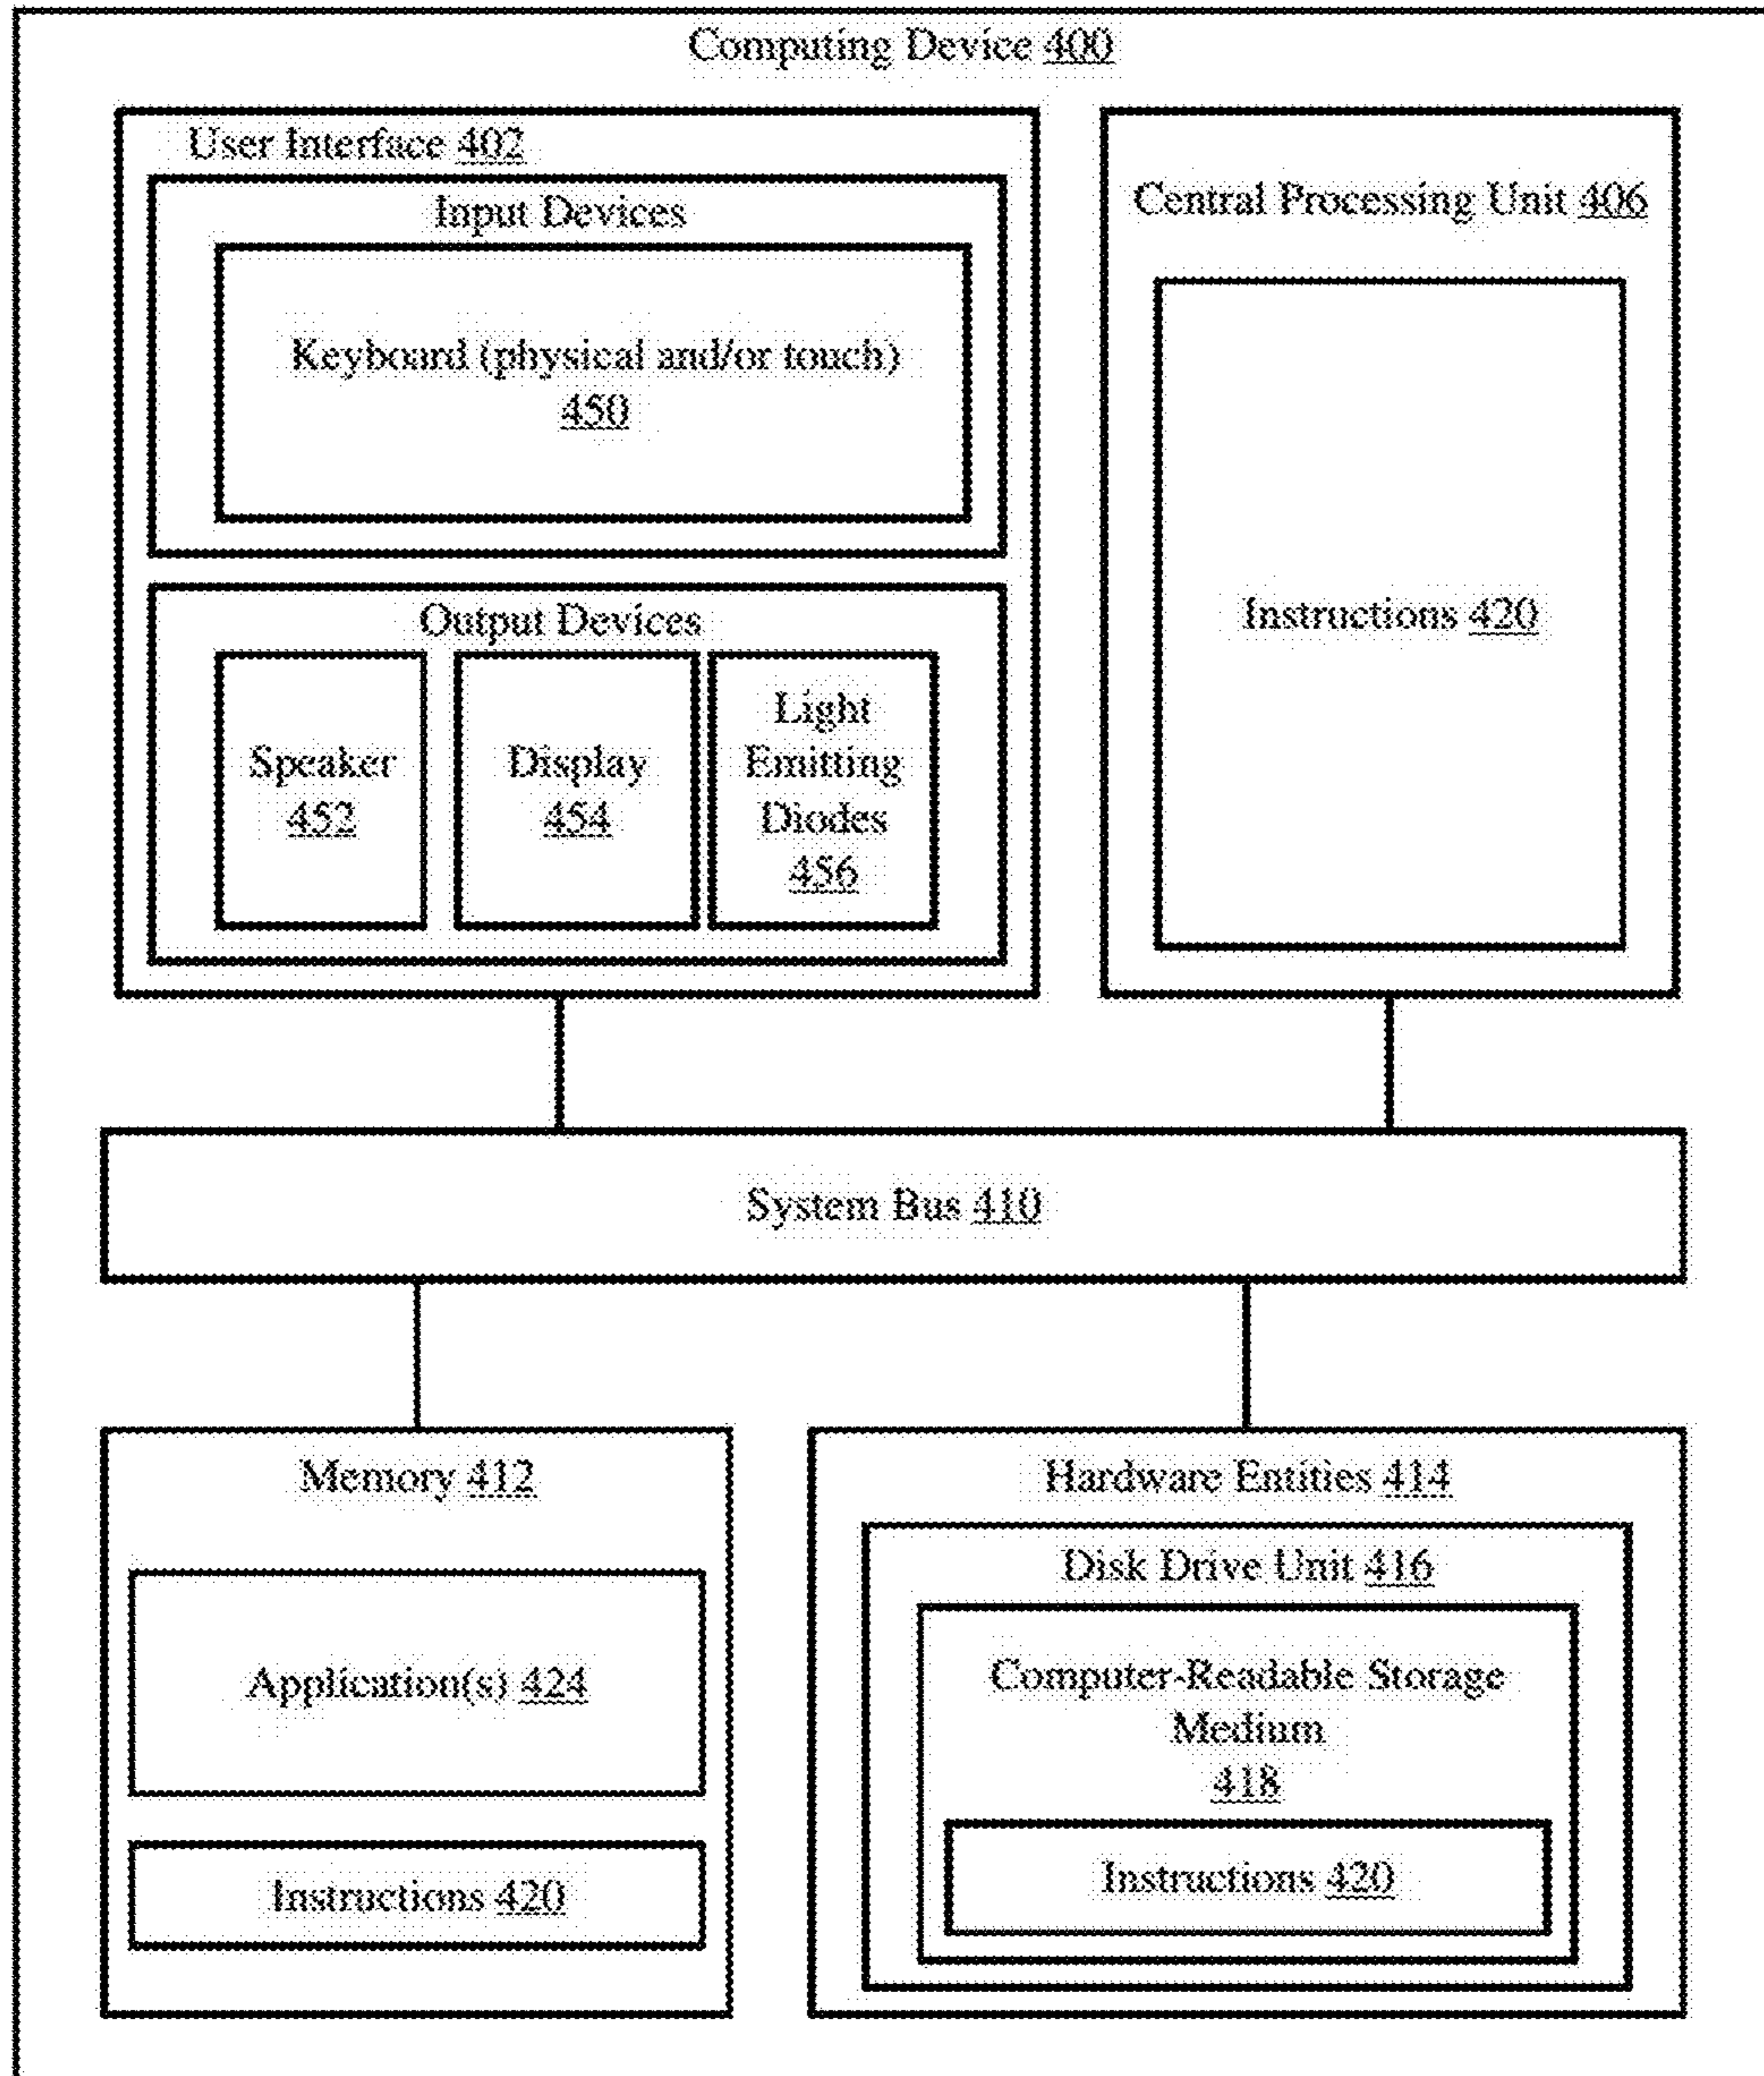 Computing Device 400
User Interface 402
Input Devices
Keyboard (physical and/or touch)
450
Output Devices
Speaker
452
Display
454
Light
Emitting
Diodes
456
Central Processing Unit 406
Instructions 420
System Bus 410
Memory 412
Application(s) 424
Instructions 420
Hardware Entities 414
Disk Drive Unit 416
Computer-Readable Storage
Medium
418
Instructions 420